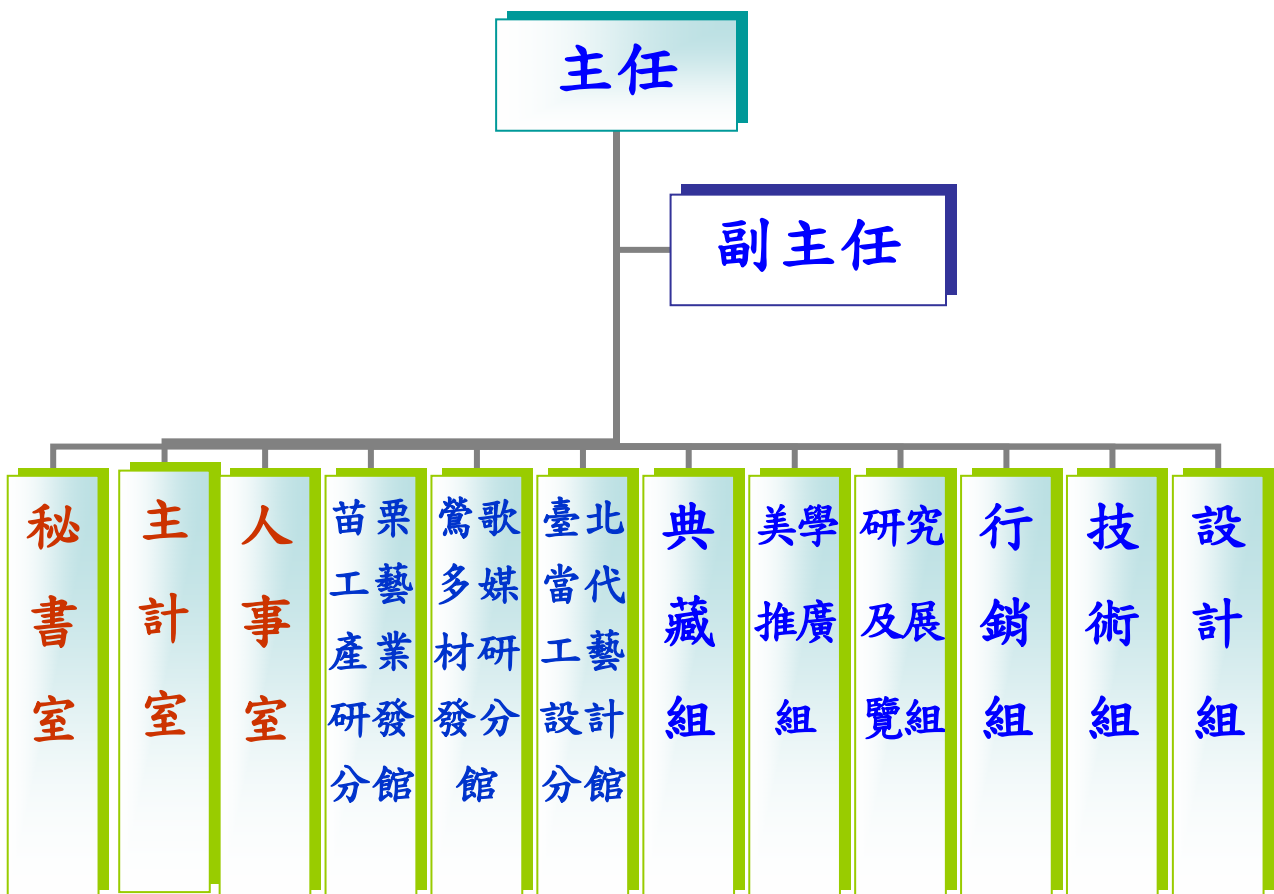 主任
副主任
秘
書
室
主
計
室
人
事
室
苗栗
工藝
產業
研發
分館
鶯歌
多媒
材研
發分
館
臺北
當代
工藝
設計
分館
典
藏
組
美學
推廣
組
研究
及展
覽組
行
銷
組
技
術
組
設
計
組